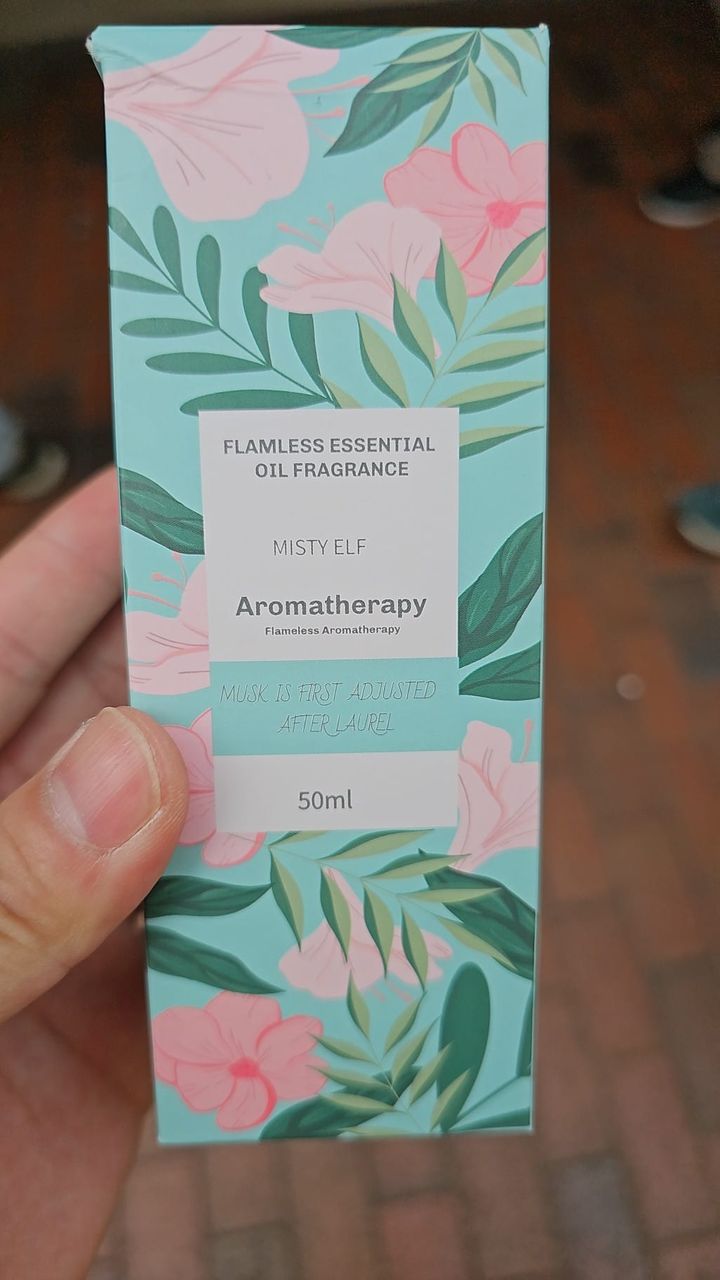 FLAMLESS ESSENTIAL
OIL FRAGRANCE
MISTY ELF
Aromatherapy
Flameless Aromatherapy
MUSK IS FIRST ADJUSTED
AFTER LAUREL
50ml